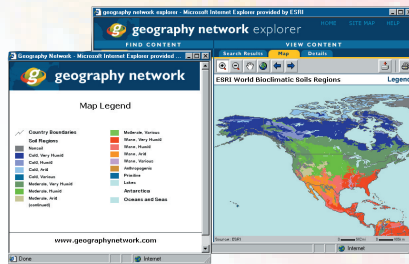 geography network explorer - Microsoft Internet Explorer provided by ESRI
HOME SITE MAP HELP
geography network explorer
FIND CONTENT VIEW CONTENT
Search Results Map Details
ESRI World Bioclimatic Soils Regions Legend
Source: ESRI
Internet
Geography Network - Microsoft Internet Explorer provided ...
geography network
Map Legend
Country Boundaries
Soil Regions
Nonsoil
Cold, Very Humid
Cold, Humid
Cold, Arid
Cold, Various
Moderate, Very Humid
Moderate, Humid
Moderate, Arid
(continued)
Moderate, Various
Warm, Very Humid
Warm, Humid
Warm, Arid
Warm, Various
Anthropogenic
Pristine
Lakes
Antarctica
Oceans and Seas
www.geographynetwork.com
Done Internet